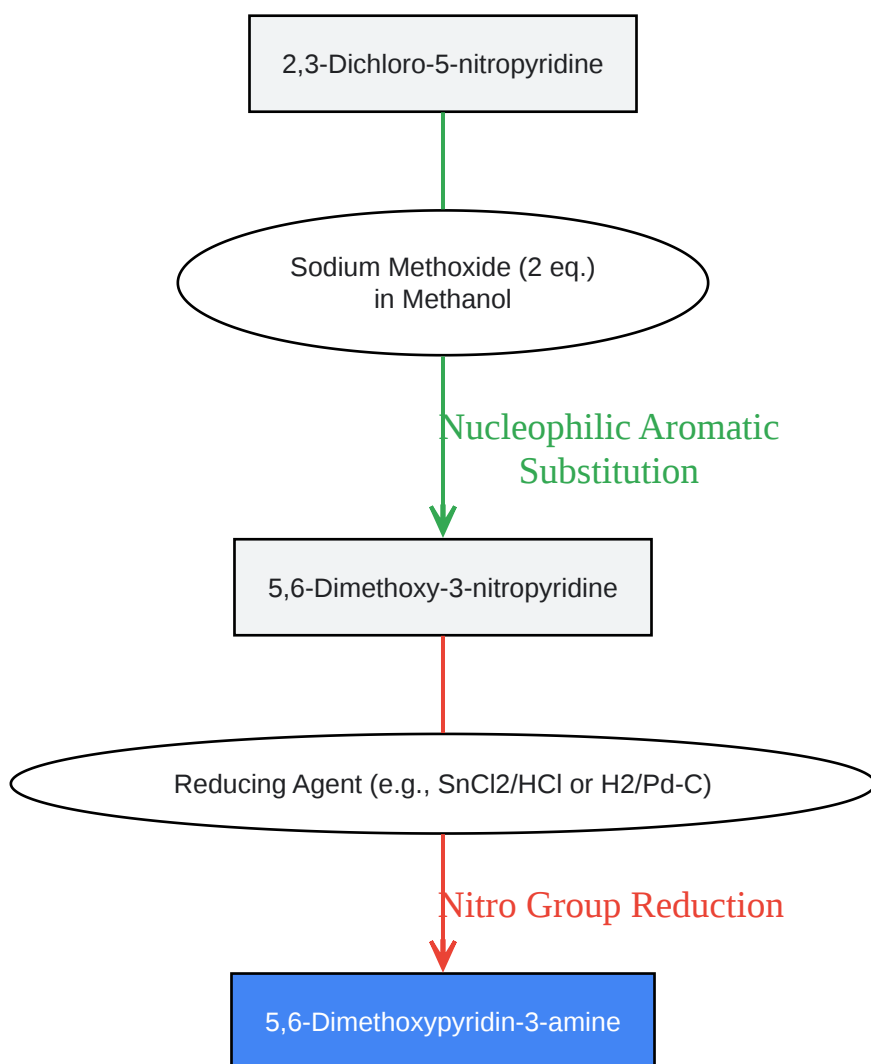 2,3-Dichloro-5-nitropyridine
Sodium Methoxide (2 eq.)
in Methanol
Nucleophilic Aromatic
Substitution
5,6-Dimethoxy-3-nitropyridine
Reducing Agent (e.g., SnCl2/HCl or H2/Pd-C)
Nitro Group Reduction
5,6-Dimethoxypyridin-3-amine